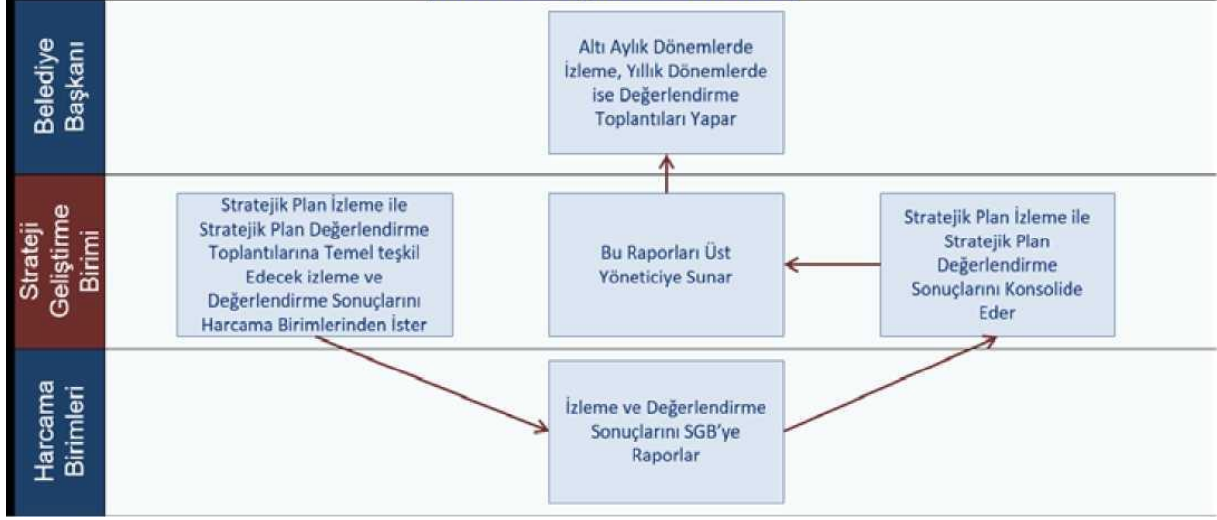 Belediye
Başkanı
Altı Aylık Dönemlerde
İzleme, Yıllık Dönemlerde
ise Değerlendirme
Toplantıları Yapar
Strateji
Geliştirme
Birimi
Stratejik Plan İzleme ile
Stratejik Plan Değerlendirme
Toplantılarına Temel teşkil
Edecek izleme ve
Değerlendirme Sonuçlarını
Harcama Birimlerinden İster
Bu Raporları Üst
Yöneticiye Sunar
Stratejik Plan İzleme ile
Stratejik Plan
Değerlendirme
Sonuçlarını Konsolide
Eder
Harcama
Birimleri
İzleme ve Değerlendirme
Sonuçlarını SGB'ye
Raporlar